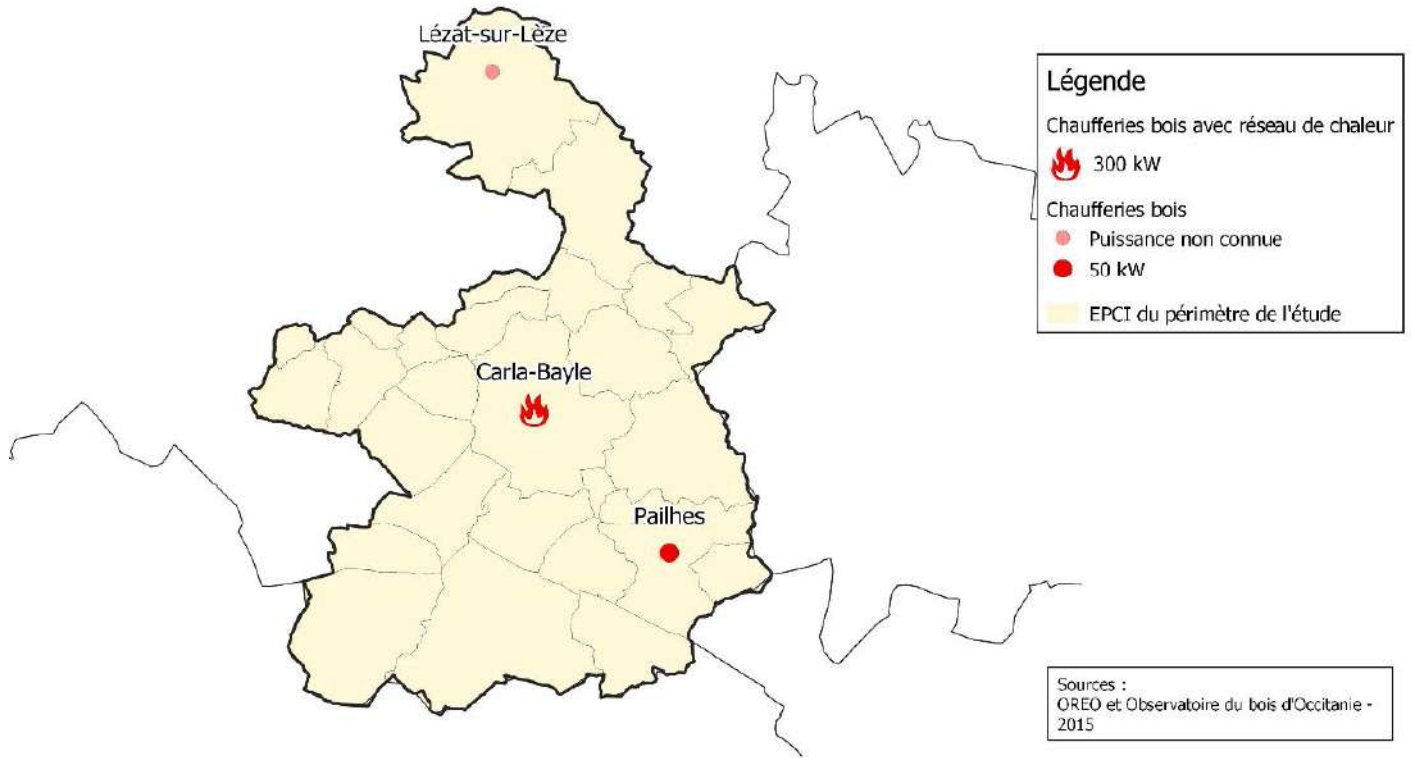 Lézat-sur-Lèze
Carla-Bayle
Pailhes
Légende
Chaufferies bois avec réseau de chaleur
300 kW
Chaufferies bois
Puissance non connue
50 kW
EPCI du périmètre de l'étude
Sources :
OREO et Observatoire du bois d'Occitanie -
2015